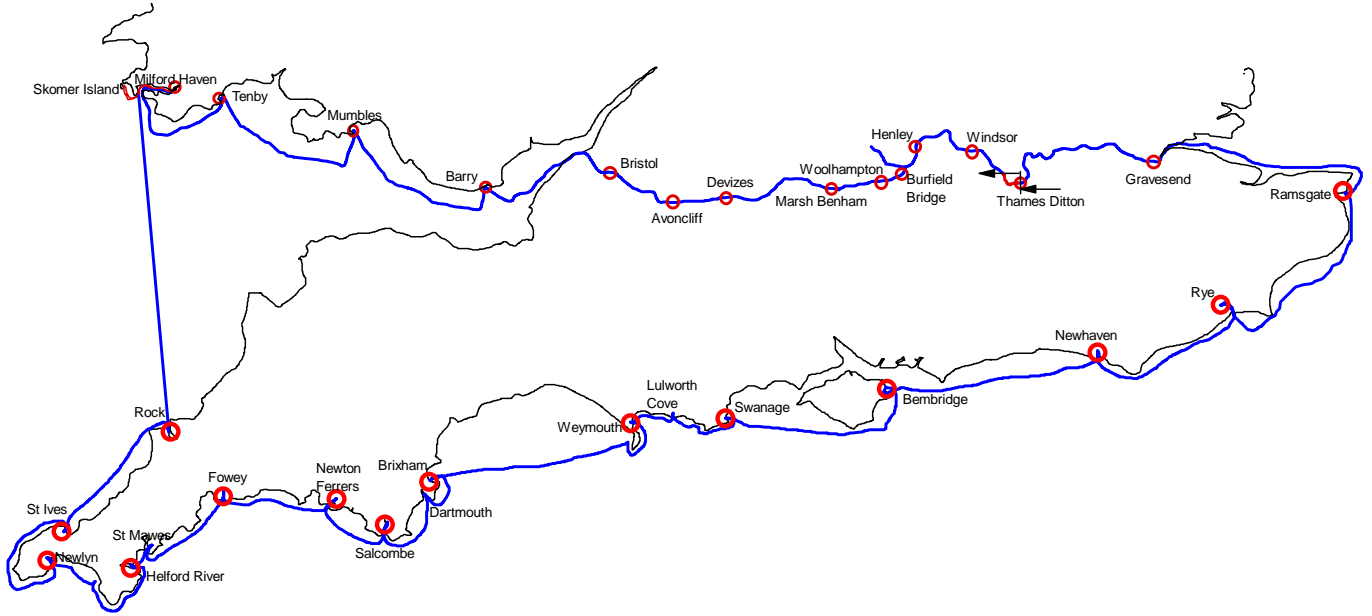 Milford Haven
Skomer Island
Tenby
Mumbles
Barry
Bristol
Avoncliff
Devizes
Woolhampton
Marsh Benham
Henley
Burfield
Bridge
Windsor
Thames Ditton
Gravesend
Ramsgate
Rye
Newhaven
Bembridge
Swanage
Lulworth
Cove
Weymouth
Brixham
Dartmouth
Salcombe
Newton
Ferrers
Fowey
St Mawes
Helford River
Newlyn
St Ives
Rock